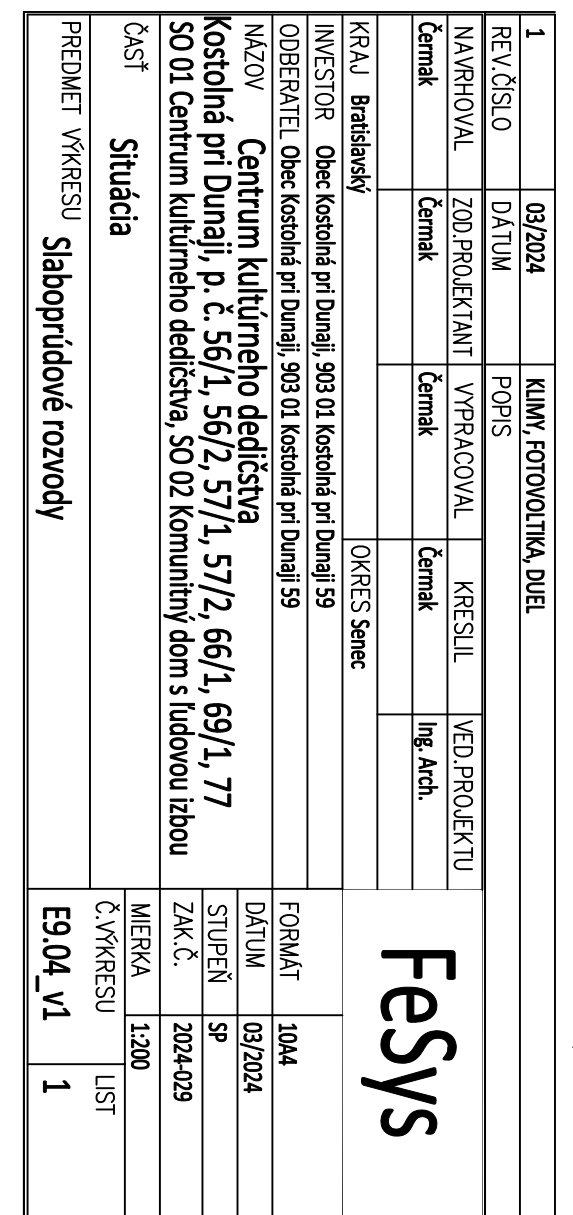 1 03/2024 KLIMY, FOTOVOLTIKA, DUEL
REV.ČÍSLO DÁTUM POPIS
NAVRHOVAL ZOD.PROJEKTANT VYPRACOVAL KRESLIL VED.PROJEKTU
Čermak Čermak Čermak Čermak Ing. Arch.
FeSys
KRAJ Bratislavský OKRES Senec
INVESTOR Obec Kostolná pri Dunaji, 903 01 Kostolná pri Dunaji 59
ODBERATEL Obec Kostolná pri Dunaji, 903 01 Kostolná pri Dunaji 59
FORMÁT 10A4
NÁZOV Centrum kultúrneho dedičstva
DÁTUM 03/2024
Kostolná pri Dunaji, p. č. 56/1, 56/2, 57/1, 57/2, 66/1, 69/1, 77
STUPEŇ SP
SO 01 Centrum kultúrneho dedičstva, SO 02 Komunitný dom s ľudovou izbou
ZAK.Č. 2024-029
ČASŤ Situácia
MIERKA 1:200
PREDMET VÝKRESU Slaboprúdové rozvody
Č.VÝKRESU LIST
E9.04_v1 1